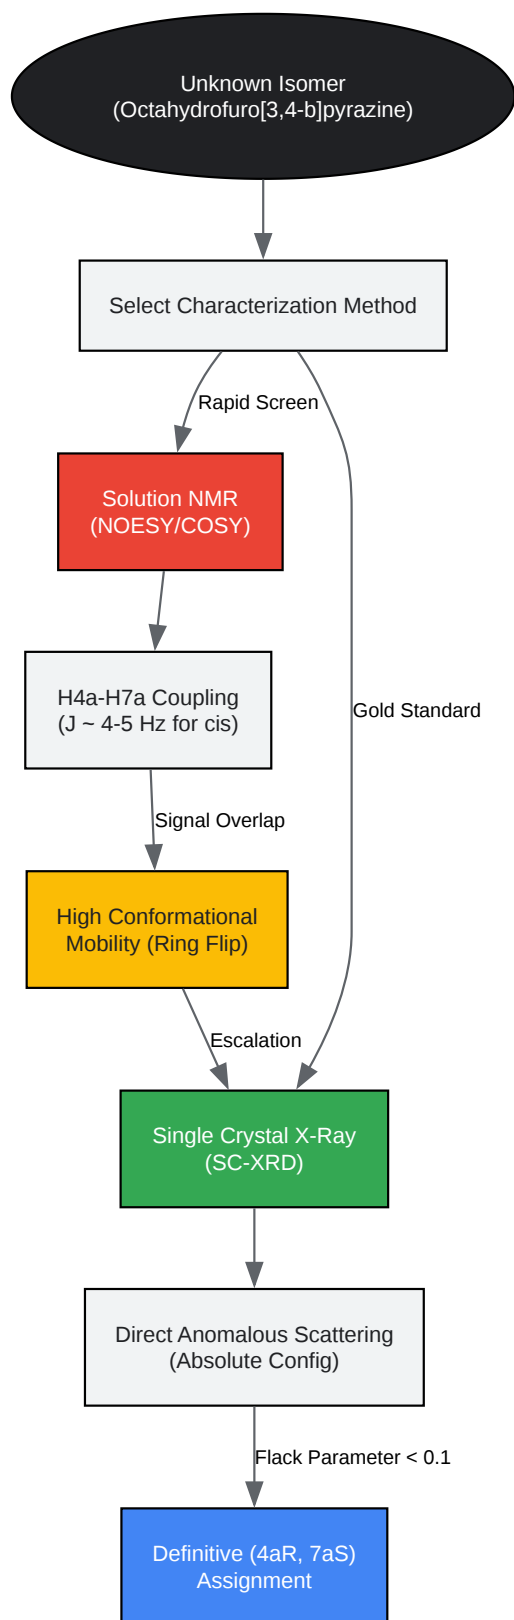 Unknown Isomer
(Octahydrofuro[3,4-b]pyrazine)
Select Characterization Method
Rapid Screen
Solution NMR
(NOESY/COSY)
H4a-H7a Coupling
(J ~ 4-5 Hz for cis)
Gold Standard
Signal Overlap
High Conformational
Mobility (Ring Flip)
Escalation
Single Crystal X-Ray
(SC-XRD)
Direct Anomalous Scattering
(Absolute Config)
Flack Parameter < 0.1
Definitive (4aR, 7aS)
Assignment